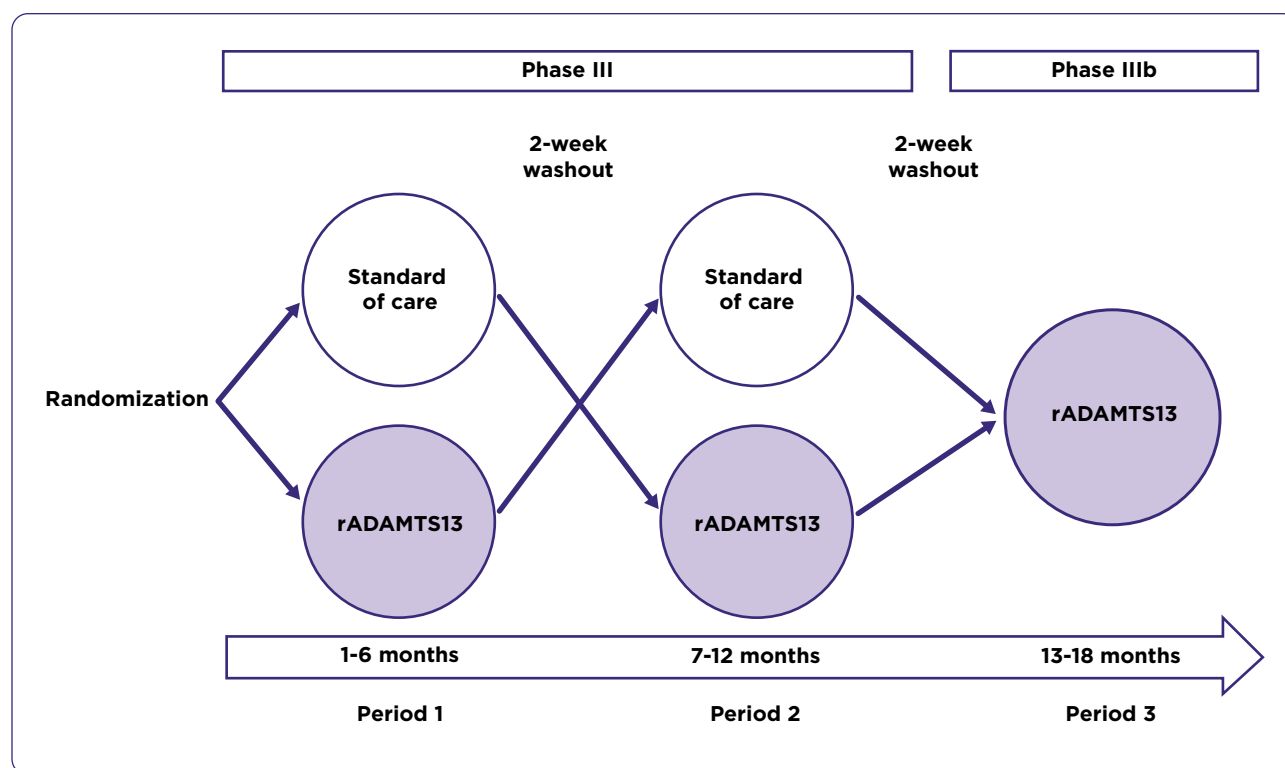 Phase III
Phase IIIb
2-week
washout
2-week
washout
Standard
of care
Standard
of care
Randomization
rADAMTS13
rADAMTS13
rADAMTS13
1-6 months
7-12 months
13-18 months
Period 1
Period 2
Period 3